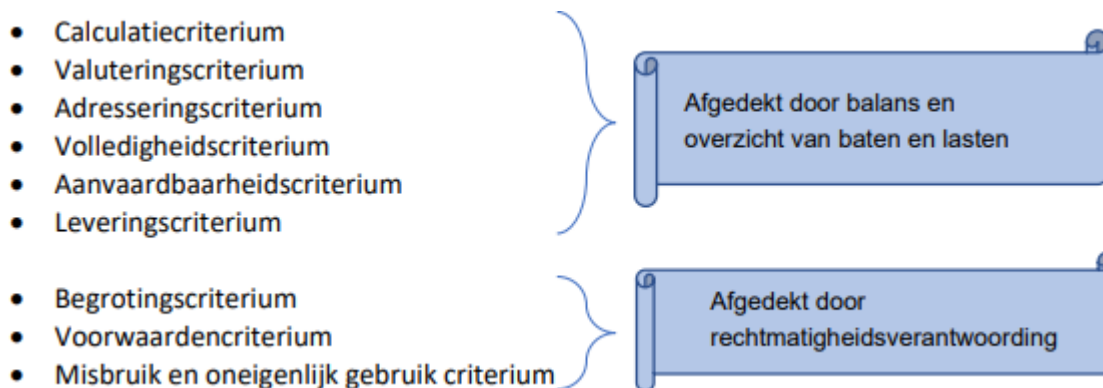 • Calculatiecriterium
• Valuteringscriterium
• Adresseringscriterium
• Volledigheidscriterium
• Aanvaardbaarheidscriterium
• Leveringscriterium
Afgedekt door balans en
overzicht van baten en lasten
• Begrotingscriterium
• Voorwaardencriterium
• Misbruik en oneigenlijk gebruik criterium
Afgedekt door
rechtmatigheidsverantwoording